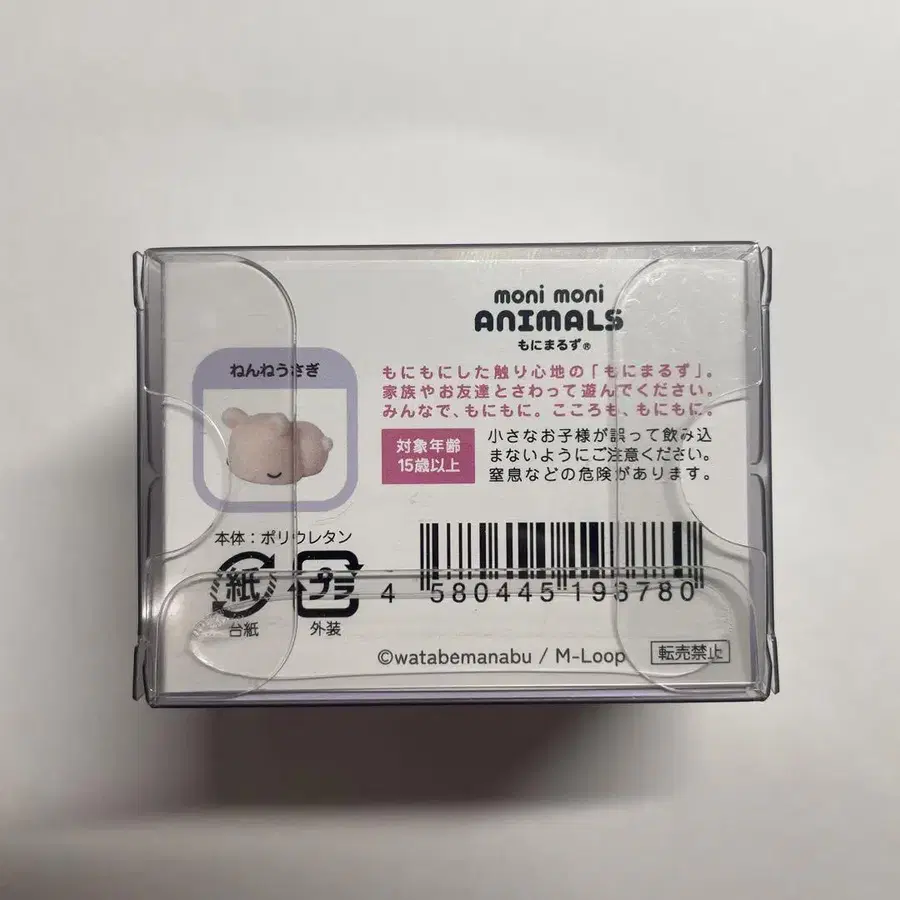 moni moni
ANIMALS
もにまるず®
ねんねうさぎ
もにもにした触り心地の「もにまるず」。
家族やお友達とさわって遊んでください。
みんなで、もにもに。こころも、もにもに。
対象年齢
15歳以上
小さなお子様が誤って飲み込
まないようにご注意ください。
窒息などの危険があります。
本体：ポリウレタン
紙
台紙
プラ
外装
4 580445 193780
©watabemanabu / M-Loop
転売禁止